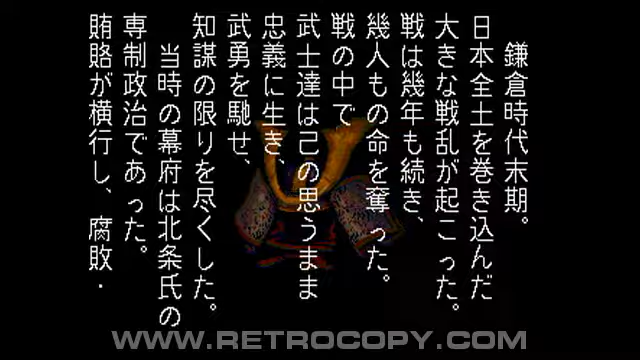 鎌倉時代末期。
日本全土を巻き込んだ
大きな戦乱が起こった。
戦は幾年も続き、
幾人もの命を奪った。
戦の中で
武士達は己の思うまま
忠義に生き、
武勇を馳せ、
知謀の限りを尽くした。
当時の幕府は北条氏の
専制政治であった。
賄賂が横行し、腐敗・
WWW.RETROCOPY.COM